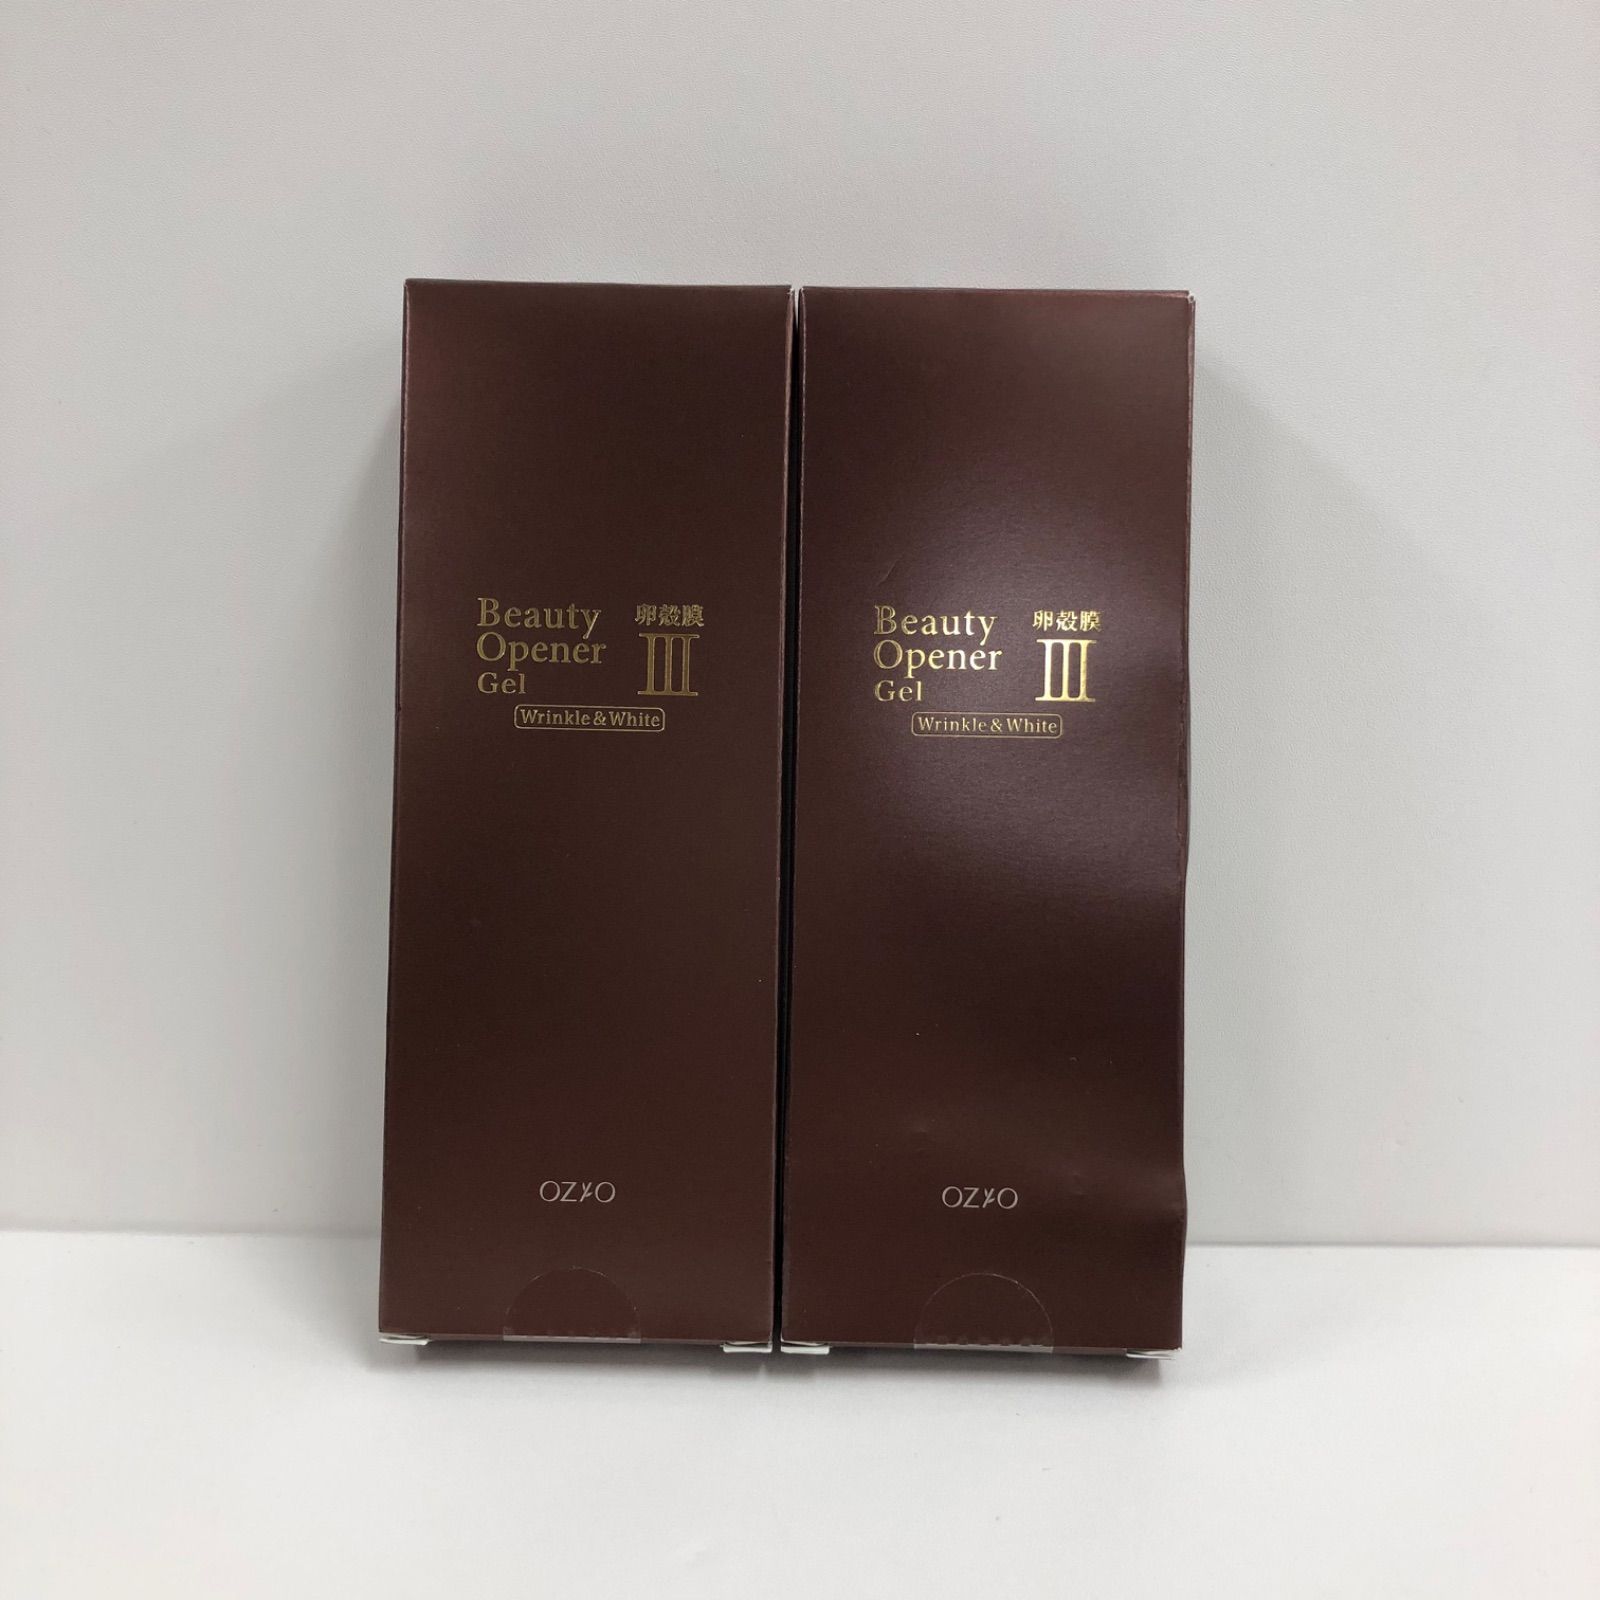 Beauty
Opener
Gel
卵殻膜
III
Wrinkle&White
OZIO
Beauty
Opener
Gel
卵殻膜
III
Wrinkle&White
OZIO